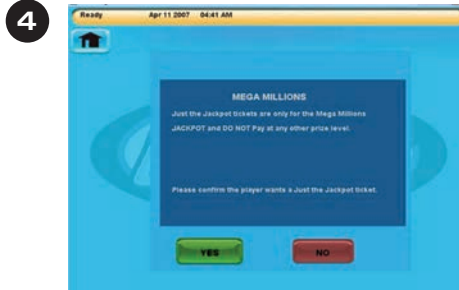 4
Ready Apr 11 2007 04:41 AM
MEGA MILLIONS
Just the Jackpot tickets are only for the Mega Millions
JACKPOT and DO NOT Pay at any other prize level.
Please confirm the player wants a Just the Jackpot ticket.
YES NO